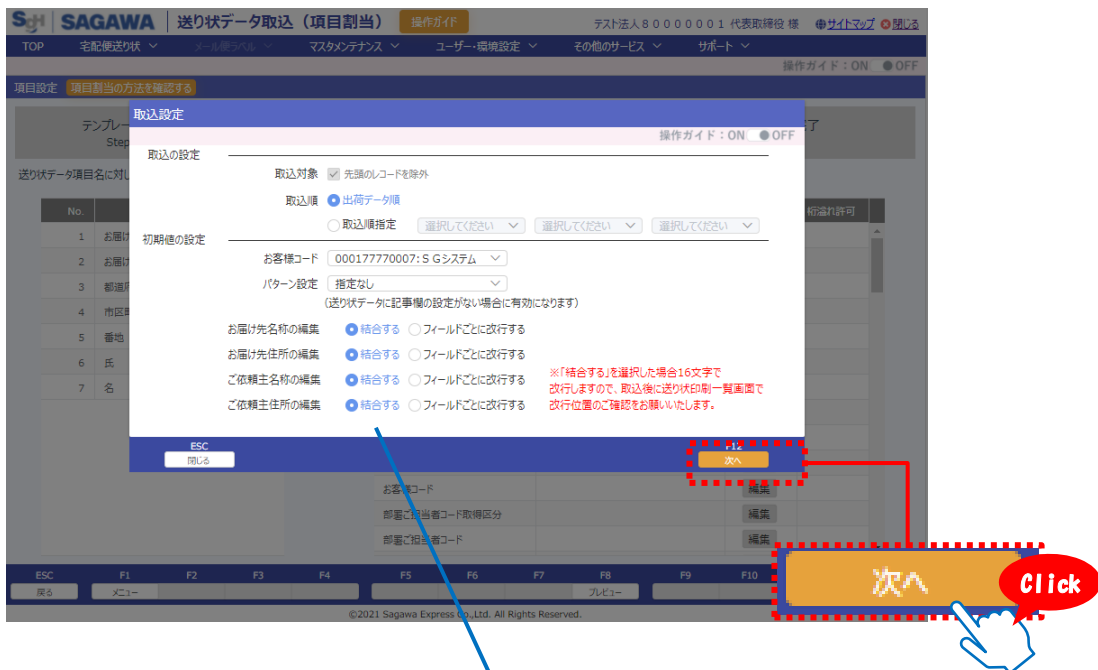 SGH SAGAWA 送り状データ取込（項目割当） 操作ガイド テスト法人８００００００１ 代表取締役 様 サイトマップ 閉じる
TOP 宅配便送り状 メール便ラベル マスタメンテナンス ユーザー・環境設定 その他のサービス サポート
操作ガイド：ON OFF
項目設定 項目割当の方法を確認する
テンプレー
Step
了
送り状データ項目名に対し
取込設定
操作ガイド：ON OFF
取込の設定
取込対象 先頭のレコードを除外
取込順 出荷データ順
取込順指定 選択してください 選択してください 選択してください
初期値の設定
お客様コード 000177770007:ＳＧシステム
パターン設定 指定なし
(送り状データに記事欄の設定がない場合に有効になります)
お届け先名称の編集 結合する フィールドごとに改行する
お届け先住所の編集 結合する フィールドごとに改行する
ご依頼主名称の編集 結合する フィールドごとに改行する
ご依頼主住所の編集 結合する フィールドごとに改行する
※「結合する」を選択した場合16文字で
改行しますので、取込後に送り状印刷一覧画面で
改行位置のご確認をお願いいたします。
ESC
閉じる
F12
次へ
No. 桁溢れ許可
1 お届け
2 お届け
3 都道府
4 市区町
5 番地
6 氏
7 名
お客様コード 編集
部署ご担当者コード取得区分 編集
部署ご担当者コード 編集
ESC F1 F2 F3 F4 F5 F6 F7 F8 F9 F10
戻る メニュー プレビュー
©2021 Sagawa Express Co.,Ltd. All Rights Reserved.
次へ
Click